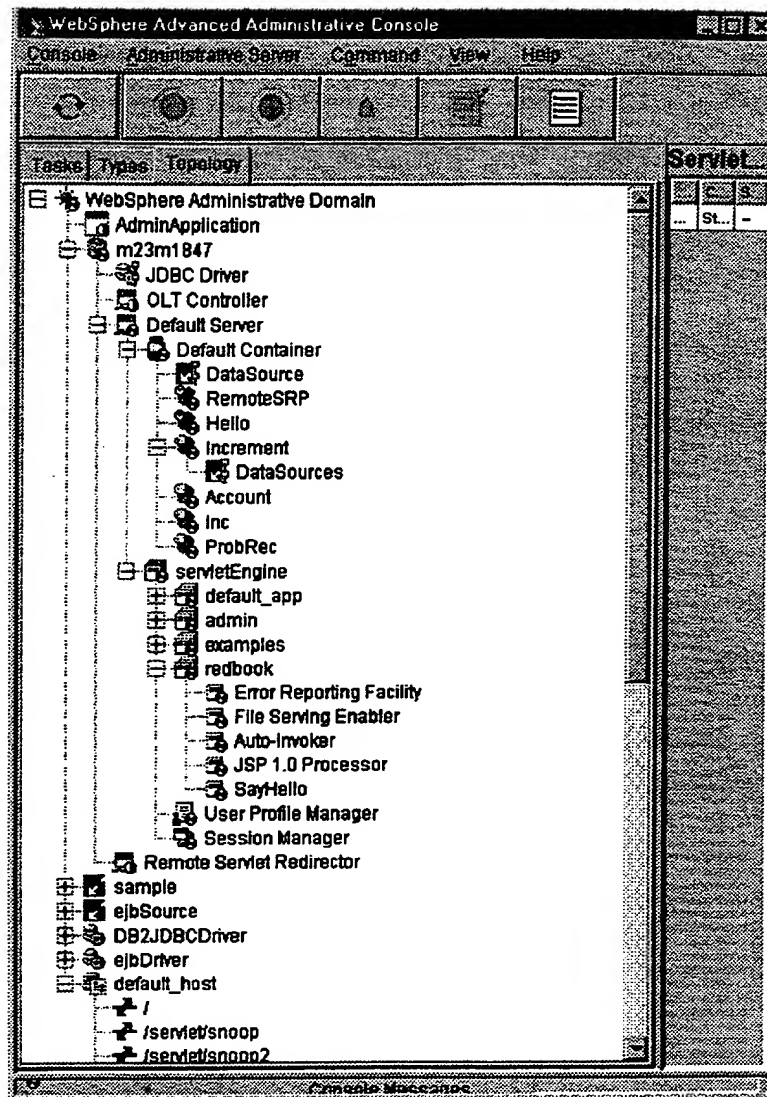 WebSphere Advanced Administrative Console
Console Administrative Server Command View Help
Tasks Types Topology
Servlet...
... C... S...
... St... –
WebSphere Administrative Domain
AdminApplication
m23m1847
JDBC Driver
OLT Controller
Default Server
Default Container
DataSource
RemoteSRP
Hello
Increment
DataSources
Account
Inc
ProbRec
servletEngine
default_app
admin
examples
redbook
Error Reporting Facility
File Serving Enabler
Auto-Invoker
JSP 1.0 Processor
SayHello
User Profile Manager
Session Manager
Remote Servlet Redirector
sample
ejbSource
DB2JDBCDriver
ejbDriver
default_host
/
/servlet/snoop
/servlet/snoop2
Console Messages